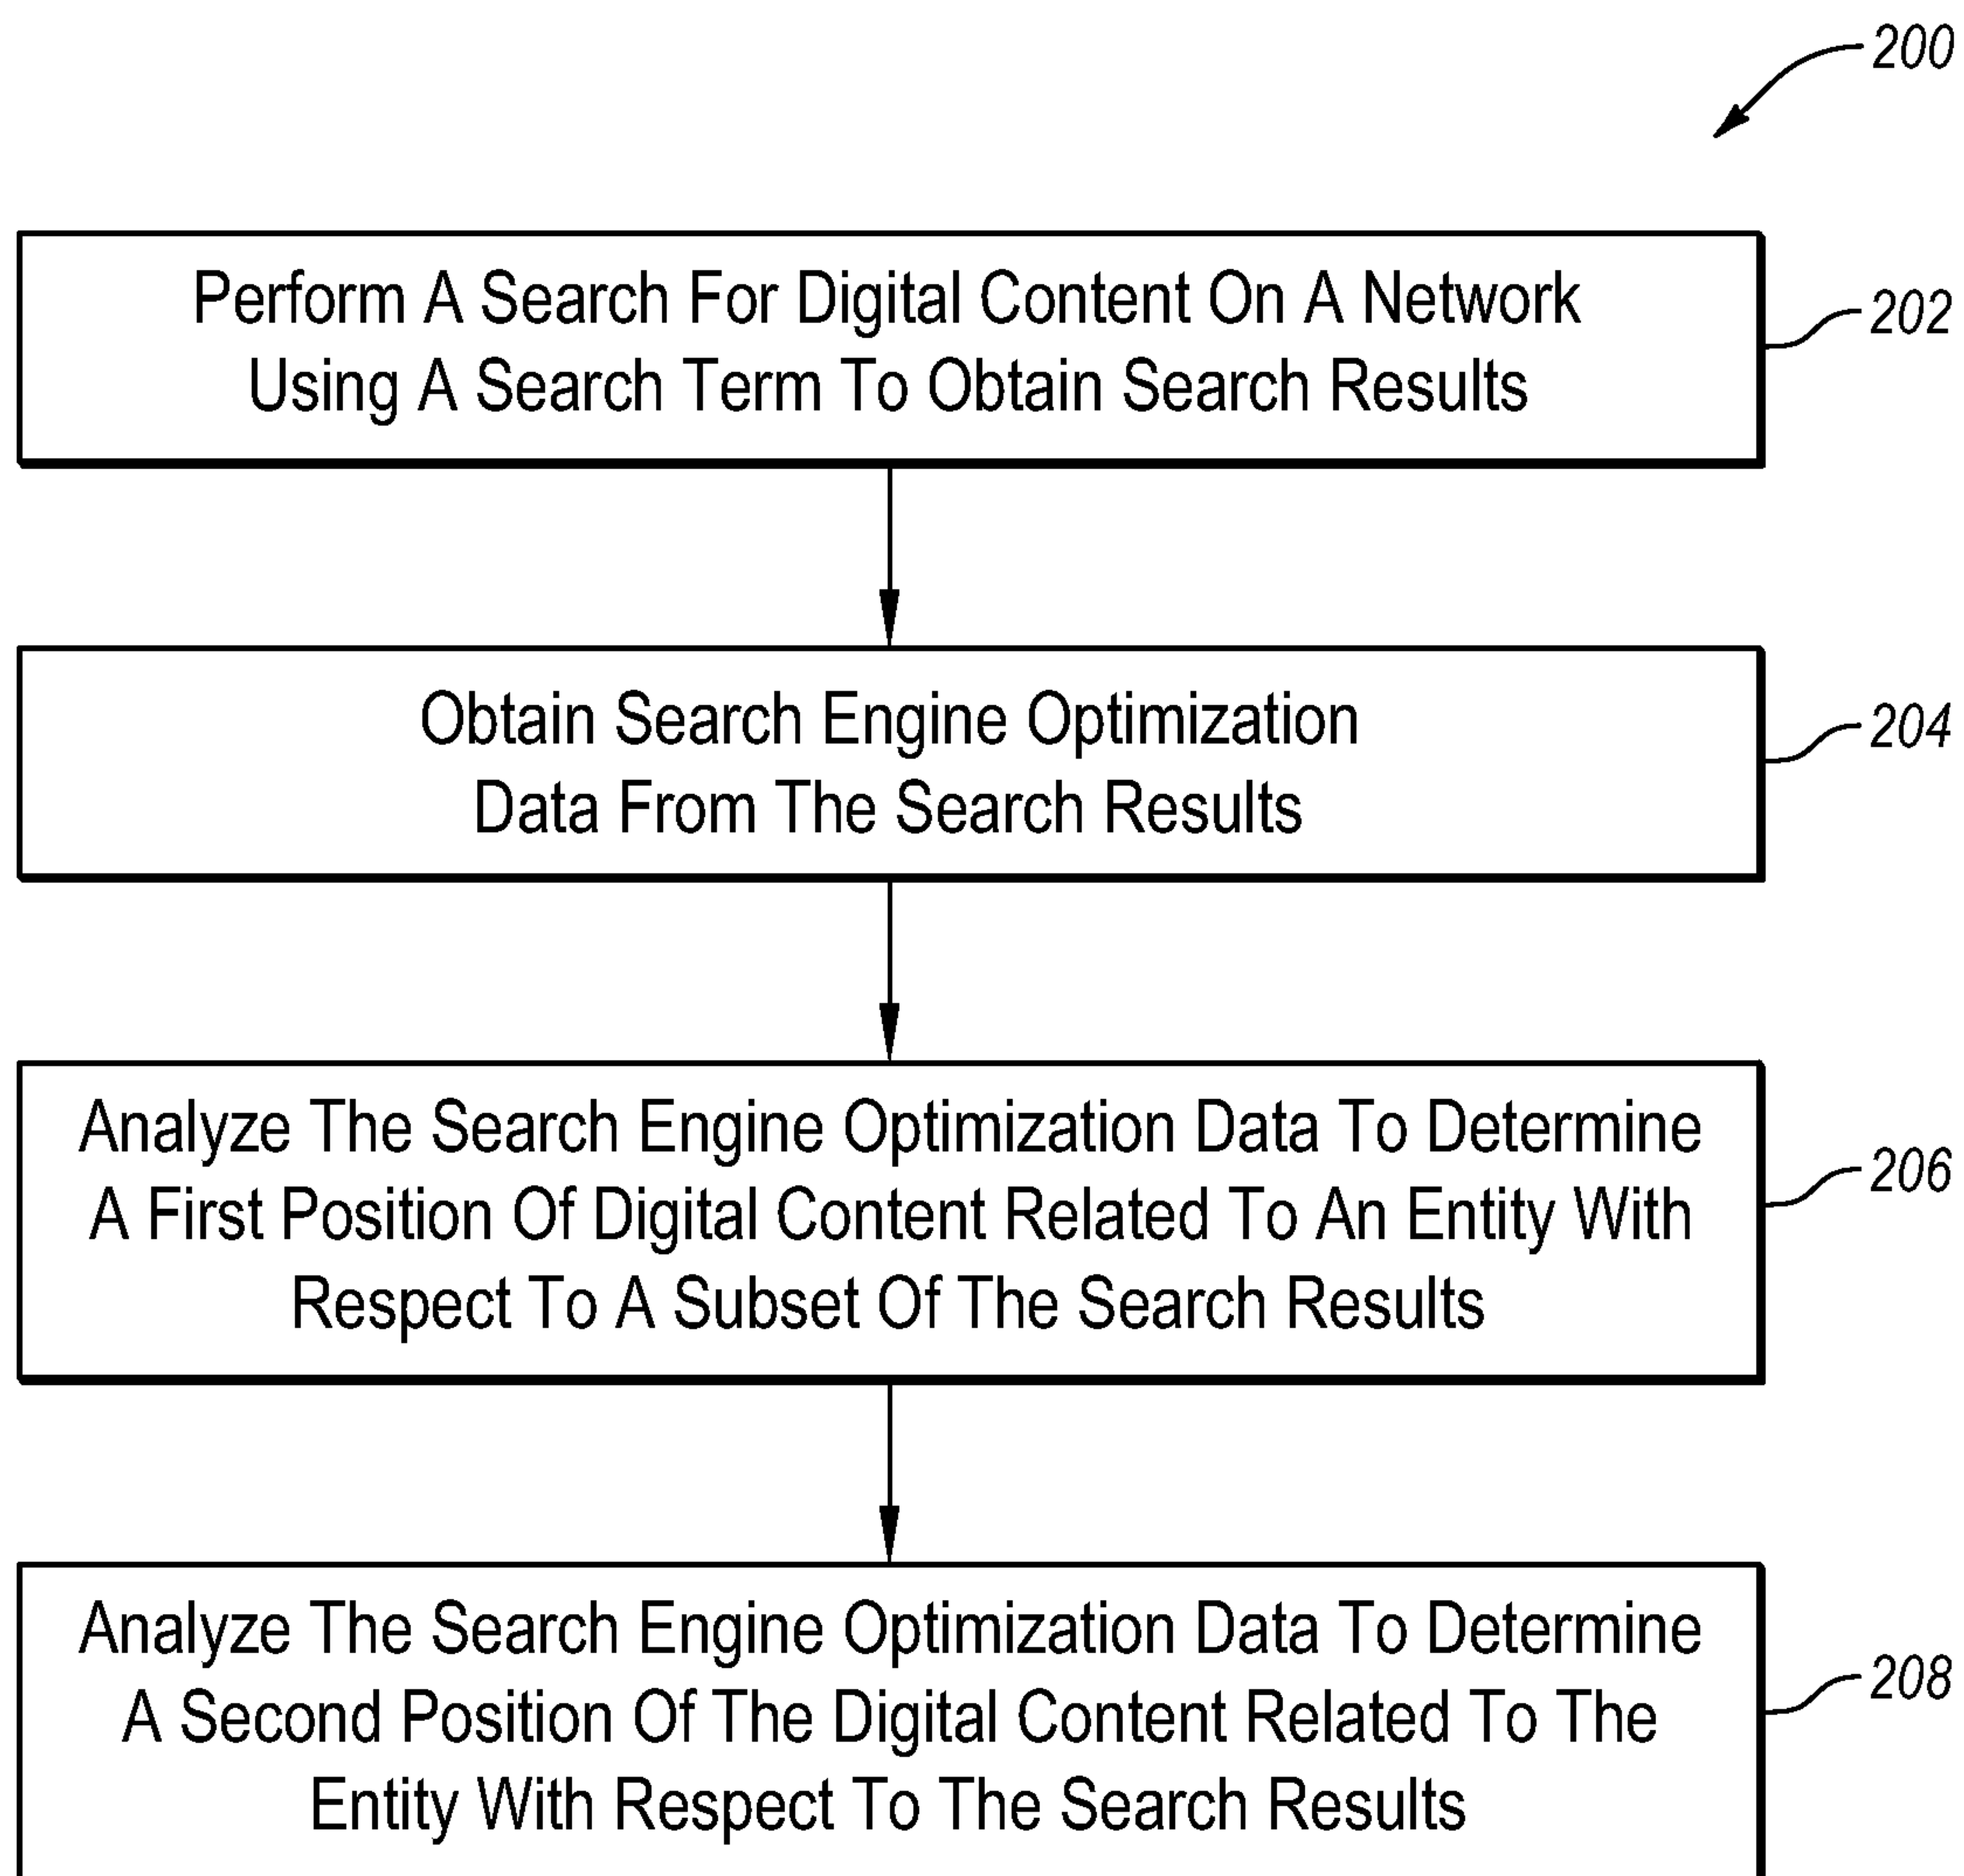 200
Perform A Search For Digital Content On A Network
Using A Search Term To Obtain Search Results
202
Obtain Search Engine Optimization
Data From The Search Results
204
Analyze The Search Engine Optimization Data To Determine
A First Position Of Digital Content Related To An Entity With
Respect To A Subset Of The Search Results
206
Analyze The Search Engine Optimization Data To Determine
A Second Position Of The Digital Content Related To The
Entity With Respect To The Search Results
208